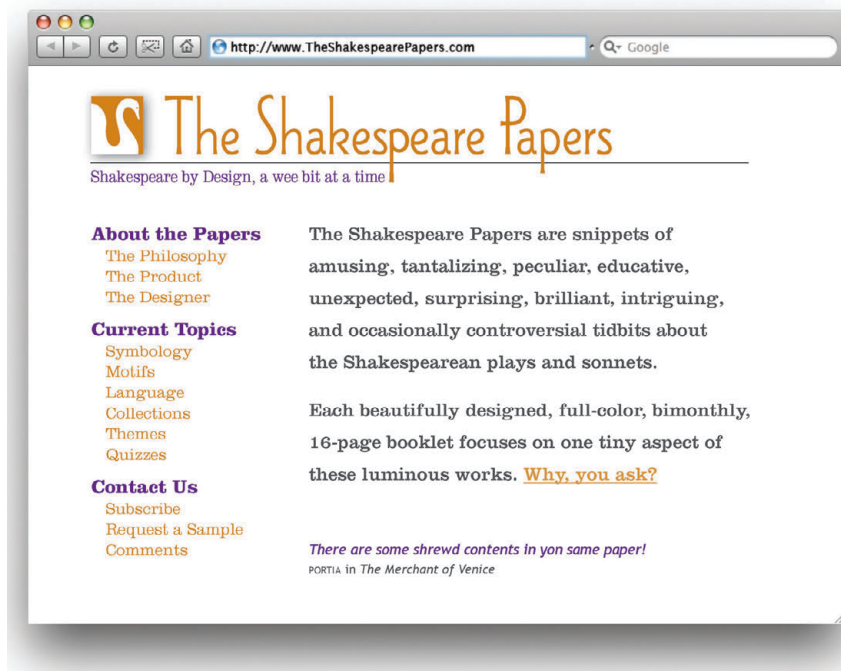 http://www.TheShakespearePapers.com
Google
The Shakespeare Papers
Shakespeare by Design, a wee bit at a time
About the Papers
The Philosophy
The Product
The Designer
Current Topics
Symbology
Motifs
Language
Collections
Themes
Quizzes
Contact Us
Subscribe
Request a Sample
Comments
The Shakespeare Papers are snippets of
amusing, tantalizing, peculiar, educative,
unexpected, surprising, brilliant, intriguing,
and occasionally controversial tidbits about
the Shakespearean plays and sonnets.
Each beautifully designed, full-color, bimonthly,
16-page booklet focuses on one tiny aspect of
these luminous works. Why, you ask?
There are some shrewd contents in yon same paper!
PORTIA in The Merchant of Venice